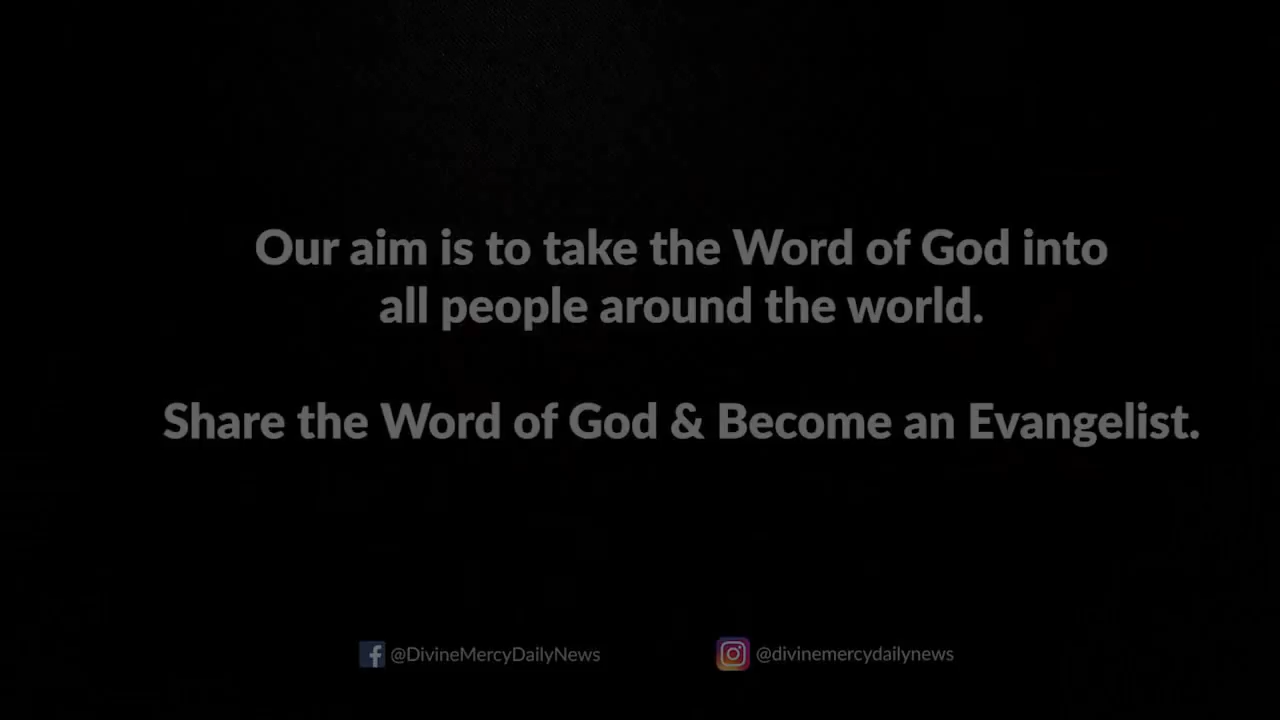 Our aim is to take the Word of God into
all people around the world.
Share the Word of God & Become an Evangelist.
@DivineMercyDailyNews
@divinemercydailynews